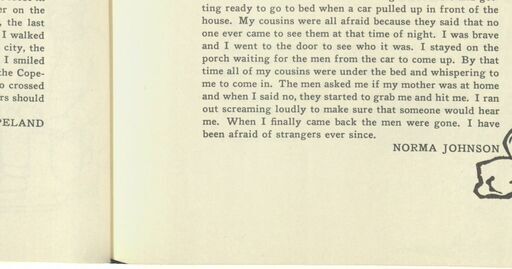 er on the
, the last
I walked
city, the
I smiled
the Cope-
o crossed
rs should
PELAND
ting ready to go to bed when a car pulled up in front of the
house. My cousins were all afraid because they said that no
one ever came to see them at that time of night. I was brave
and I went to the door to see who it was. I stayed on the
porch waiting for the men from the car to come up. By that
time all of my cousins were under the bed and whispering to
me to come in. The men asked me if my mother was at home
and when I said no, they started to grab me and hit me. I ran
out screaming loudly to make sure that someone would hear
me. When I finally came back the men were gone. I have
been afraid of strangers ever since.
NORMA JOHNSON